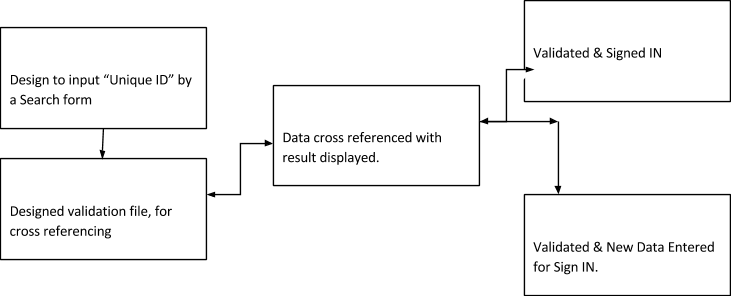 Design to input “Unique ID” by
a Search form
Designed validation file, for
cross referencing
Data cross referenced with
result displayed.
Validated & Signed IN
Validated & New Data Entered
for Sign IN.